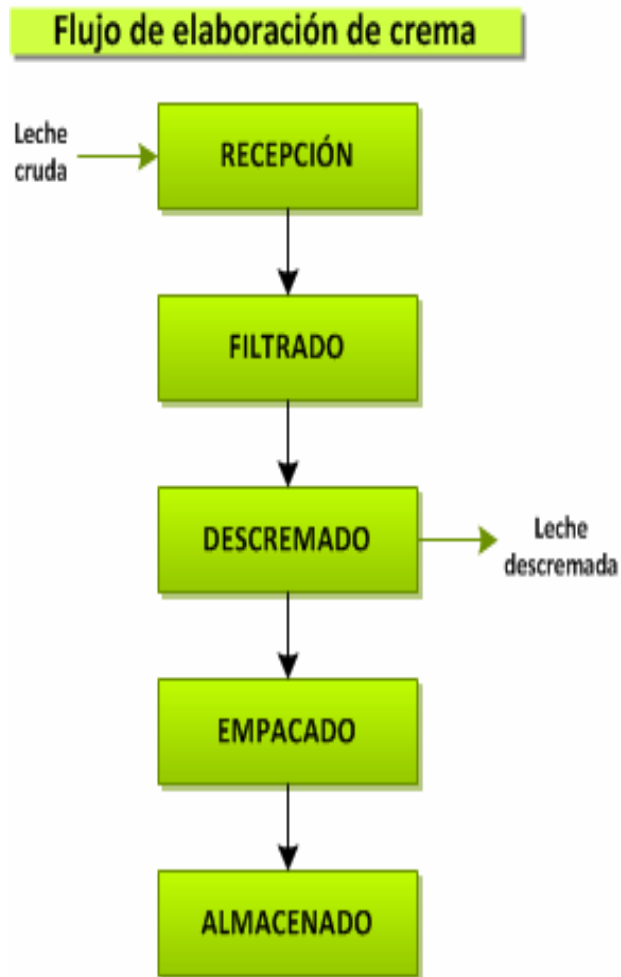 Flujo de elaboración de crema
Leche
cruda
RECEPCIÓN
FILTRADO
DESCREMADO
Leche
descremada
EMPACADO
ALMACENADO